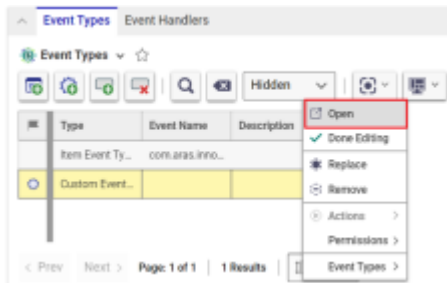 Event Types Event Handlers
Event Types
Hidden
Type Event Name Description
Item Event Ty... com.aras.inno...
Custom Event...
Open
Done Editing
Replace
Remove
Actions
Permissions
Event Types
< Prev Next > Page: 1 of 1 1 Results